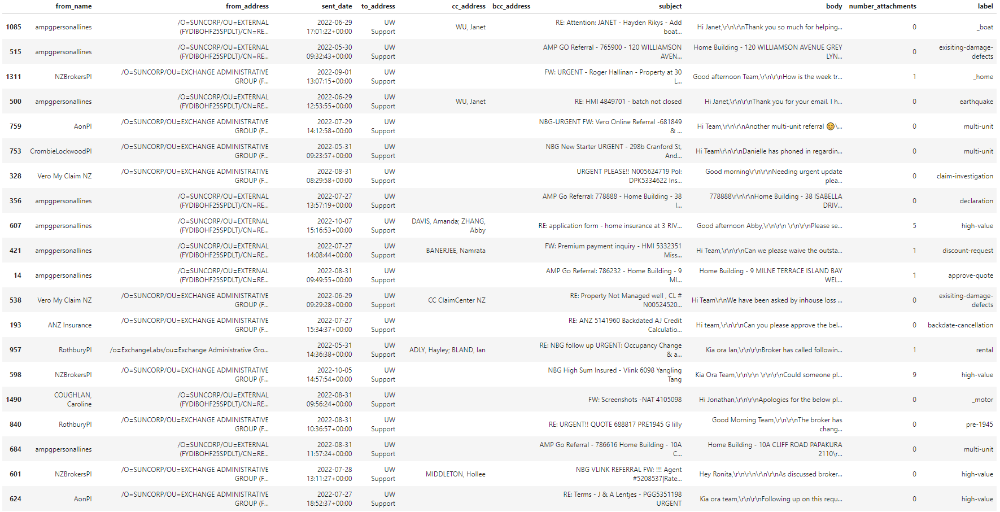 from_name from_address sent_date to_address cc_address bcc_address subject body number_attachments label
1085 ampgpersonallines /O=SUNCORP/OU=EXTERNAL (FYDIBOHF25SPDLT)/CN=RE... 2022-06-29 17:01:22+00:00 UW Support WU, Janet RE: Attention: JANET - Hayden Rikys - Add boat... Hi Janet,\r\n\r\nThank you so much for helping... 0 _boat
515 ampgpersonallines /O=SUNCORP/OU=EXTERNAL (FYDIBOHF25SPDLT)/CN=RE... 2022-05-30 09:32:43+00:00 UW Support AMP GO Referral - 765900 - 120 WILLIAMSON AVEN... Home Building - 120 WILLIAMSON AVENUE GREY LYN... 0 exisiting-damage-defects
1311 NZBrokersPI /O=SUNCORP/OU=EXCHANGE ADMINISTRATIVE GROUP (F... 2022-09-01 13:07:15+00:00 UW Support FW: URGENT - Roger Hallinan - Property at 30 L... Good afternoon Team,\r\n\r\nHow is the week tr... 1 _home
500 ampgpersonallines /O=SUNCORP/OU=EXTERNAL (FYDIBOHF25SPDLT)/CN=RE... 2022-06-29 12:53:55+00:00 UW Support WU, Janet RE: HMI 4849701 - batch not closed Hi Janet,\r\n\r\nThank you for your email. I h... 0 earthquake
759 AonPI /O=SUNCORP/OU=EXCHANGE ADMINISTRATIVE GROUP (F... 2022-07-29 14:12:58+00:00 UW Support NBG-URGENT FW: Vero Online Referral -681849 & ... Hi Team,\r\n\r\nAnother multi-unit referral 😊\... 0 multi-unit
753 CrombieLockwoodPI /O=SUNCORP/OU=EXCHANGE ADMINISTRATIVE GROUP (F... 2022-05-31 09:23:57+00:00 UW Support NBG New Starter URGENT - 298b Cranford St, And... Hi Team\r\n\r\nDanielle has phoned in regardin... 0 multi-unit
328 Vero My Claim NZ /O=SUNCORP/OU=EXCHANGE ADMINISTRATIVE GROUP (F... 2022-08-31 08:29:58+00:00 UW Support URGENT PLEASE!! N005624719 Pol: DPK5334622 Ins... Good morning\r\n\r\nNeeding urgent update plea... 0 claim-investigation
356 ampgpersonallines /O=SUNCORP/OU=EXTERNAL (FYDIBOHF25SPDLT)/CN=RE... 2022-07-27 13:57:19+00:00 UW Support AMP Go Referral: 778888 - Home Building - 38 I... 778888\r\n\r\nHome Building - 38 ISABELLA DRIV... 0 declaration
607 ampgpersonallines /O=SUNCORP/OU=EXTERNAL (FYDIBOHF25SPDLT)/CN=RE... 2022-10-07 15:16:53+00:00 UW Support DAVIS, Amanda; ZHANG, Abby RE: application form - home insurance at 3 RIV... Good afternoon Abby,\r\n\r\n \r\n\r\nPlease se... 5 high-value
421 ampgpersonallines /O=SUNCORP/OU=EXTERNAL (FYDIBOHF25SPDLT)/CN=RE... 2022-07-27 14:08:44+00:00 UW Support BANERJEE, Namrata FW: Premium payment inquiry - HMI 5332351 Miss... Hi Team,\r\n\r\nCan we please waive the outsta... 1 discount-request
14 ampgpersonallines /O=SUNCORP/OU=EXTERNAL (FYDIBOHF25SPDLT)/CN=RE... 2022-08-31 09:49:55+00:00 UW Support AMP Go Referral: 786232 - Home Building - 9 MI... Home Building - 9 MILNE TERRACE ISLAND BAY WEL... 1 approve-quote
538 Vero My Claim NZ /O=SUNCORP/OU=EXCHANGE ADMINISTRATIVE GROUP (F... 2022-06-29 09:29:28+00:00 UW Support CC ClaimCenter NZ RE: Property Not Managed well , CL # N00524520... Hi Team\r\nWe have been asked by inhouse loss ... 0 exisiting-damage-defects
193 ANZ Insurance /O=SUNCORP/OU=EXCHANGE ADMINISTRATIVE GROUP (F... 2022-07-27 15:34:37+00:00 UW Support RE: ANZ 5141960 Backdated AJ Credit Calculatio... Hi team,\r\n\r\nCan you please approve the bel... 0 backdate-cancellation
957 RothburyPI /o=ExchangeLabs/ou=Exchange Administrative Gro... 2022-05-31 14:36:38+00:00 UW Support ADLY, Hayley; BLAND, Ian RE: NBG follow up URGENT: Occupancy Change & a... Kia ora Ian,\r\n\r\nBroker has called followin... 1 rental
598 NZBrokersPI /O=SUNCORP/OU=EXCHANGE ADMINISTRATIVE GROUP (F... 2022-10-05 14:57:54+00:00 UW Support NBG High Sum Insured - Vlink 6098 Yangling Tang Kia Ora Team,\r\n\r\n \r\n\r\nCould someone pl... 9 high-value
1490 COUGHLAN, Caroline /O=SUNCORP/OU=EXTERNAL (FYDIBOHF25SPDLT)/CN=RE... 2022-08-31 09:56:24+00:00 UW Support FW: Screenshots -NAT 4105098 Hi Jonathan,\r\n\r\nApologies for the below pl... 0 _motor
840 RothburyPI /O=SUNCORP/OU=EXCHANGE ADMINISTRATIVE GROUP (F... 2022-08-31 10:36:57+00:00 UW Support RE: URGENT!! QUOTE 688817 PRE1945 G lilly Good Morning Team,\r\n\r\nThe broker has chang... 0 pre-1945
684 ampgpersonallines /O=SUNCORP/OU=EXTERNAL (FYDIBOHF25SPDLT)/CN=RE... 2022-08-31 11:57:24+00:00 UW Support AMP Go Referral - 786616 Home Building - 10A C... Home Building - 10A CLIFF ROAD PAPAKURA 2110\r... 0 multi-unit
601 NZBrokersPI /O=SUNCORP/OU=EXCHANGE ADMINISTRATIVE GROUP (F... 2022-07-28 13:11:27+00:00 UW Support MIDDLETON, Hollee NBG VLINK REFERRAL FW: !!! Agent #5208537|Rate... Hey Ronita,\r\n\r\n\r\n\r\nAs discussed broker... 0 high-value
624 AonPI /O=SUNCORP/OU=EXCHANGE ADMINISTRATIVE GROUP (F... 2022-07-27 18:52:37+00:00 UW Support RE: Terms - J & A Lentjes - PGG5351198 URGENT Kia ora team,\r\n\r\nFollowing up on this requ... 0 high-value